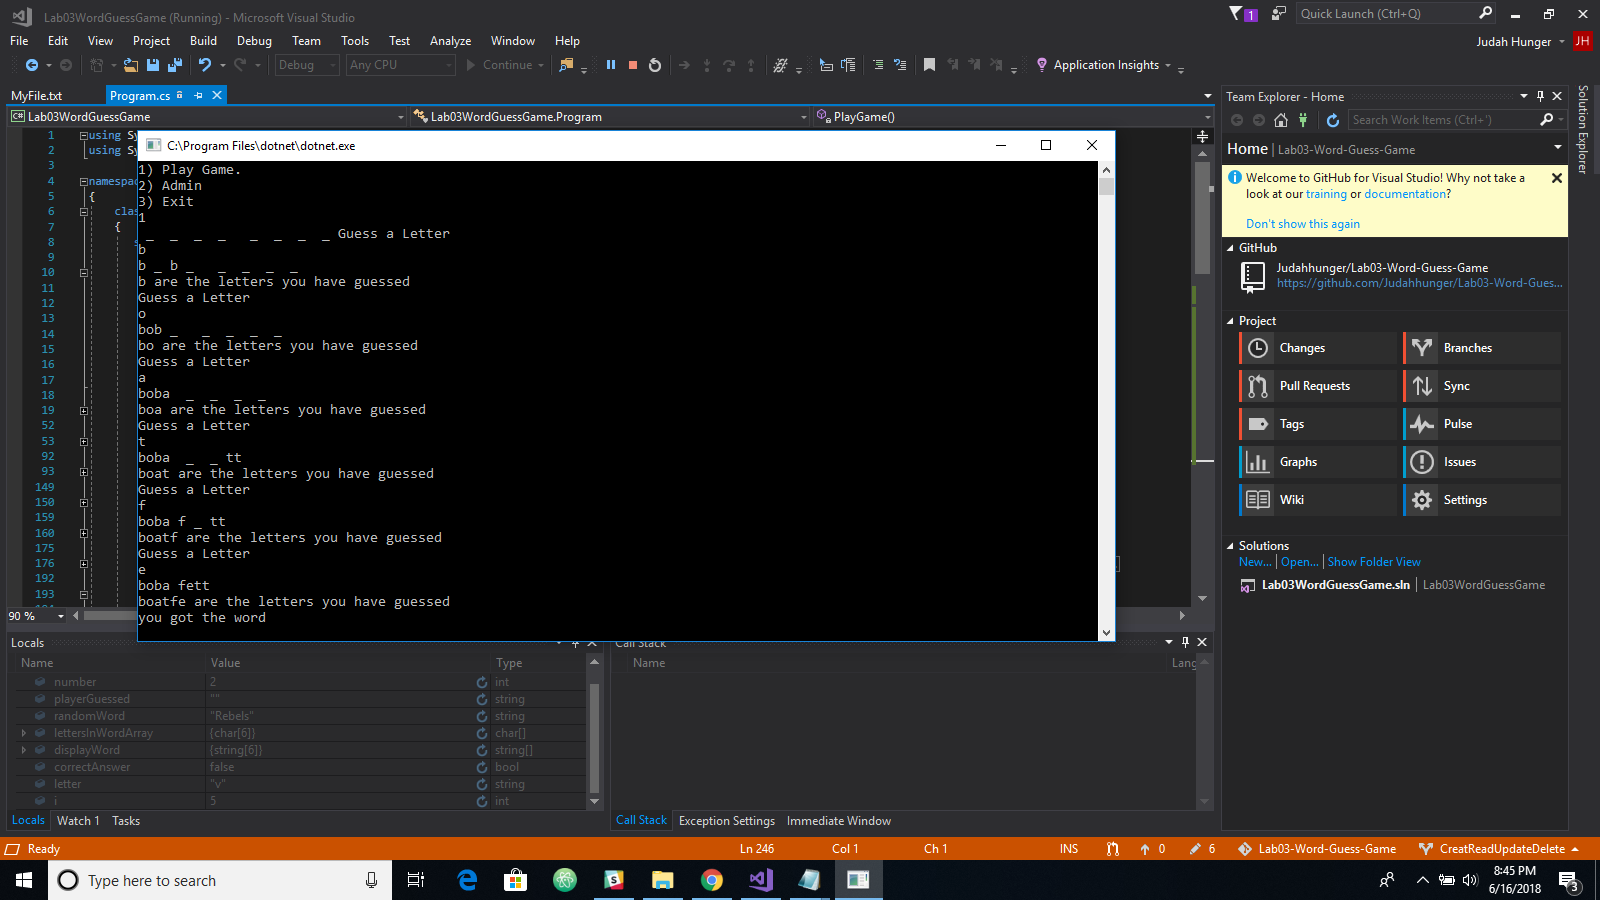 Lab03WordGuessGame (Running) - Microsoft Visual Studio
1
Quick Launch (Ctrl+Q)
File Edit View Project Build Debug Team Tools Test Analyze Window Help
Judah Hunger JH
Debug Any CPU Continue Application Insights
MyFile.txt Program.cs
Lab03WordGuessGame Lab03WordGuessGame.Program PlayGame()
1 using Sy
2 using Sy
3
4 namespac
5 {
6 clas
7 {
8
9
10
11
12
13
14
15
16
17
18
19
52
53
92
93
149
150
159
160
175
176
192
193
90 %
C:\Program Files\dotnet\dotnet.exe
1) Play Game.
2) Admin
3) Exit
1
_ _ _ _  _ _ _ _ Guess a Letter
b
b _ b _  _ _ _ _
b are the letters you have guessed
Guess a Letter
o
bob _  _ _ _ _
bo are the letters you have guessed
Guess a Letter
a
boba  _ _ _ _
boa are the letters you have guessed
Guess a Letter
t
boba  _ _ tt
boat are the letters you have guessed
Guess a Letter
f
boba f _ tt
boatf are the letters you have guessed
Guess a Letter
e
boba fett
boatfe are the letters you have guessed
you got the word
Locals
Name Value Type
number 2 int
playerGuessed "" string
randomWord "Rebels" string
lettersInWordArray {char[6]} char[]
displayWord {string[6]} string[]
correctAnswer false bool
letter "v" string
i 5 int
Locals Watch 1 Tasks
Call Stack
Name Lang
Call Stack Exception Settings Immediate Window
Team Explorer - Home
Search Work Items (Ctrl+')
Home | Lab03-Word-Guess-Game
Welcome to GitHub for Visual Studio! Why not take a
look at our training or documentation?
Don't show this again
GitHub
Judahhunger/Lab03-Word-Guess-Game
https://github.com/Judahhunger/Lab03-Word-Gues...
Project
Changes Branches
Pull Requests Sync
Tags Pulse
Graphs Issues
Wiki Settings
Solutions
New... | Open... | Show Folder View
Lab03WordGuessGame.sln | Lab03WordGuessGame
Solution Explorer
Ready Ln 246 Col 1 Ch 1 INS 0 6 Lab03-Word-Guess-Game CreateReadUpdateDelete
Type here to search
8:45 PM
6/16/2018
3